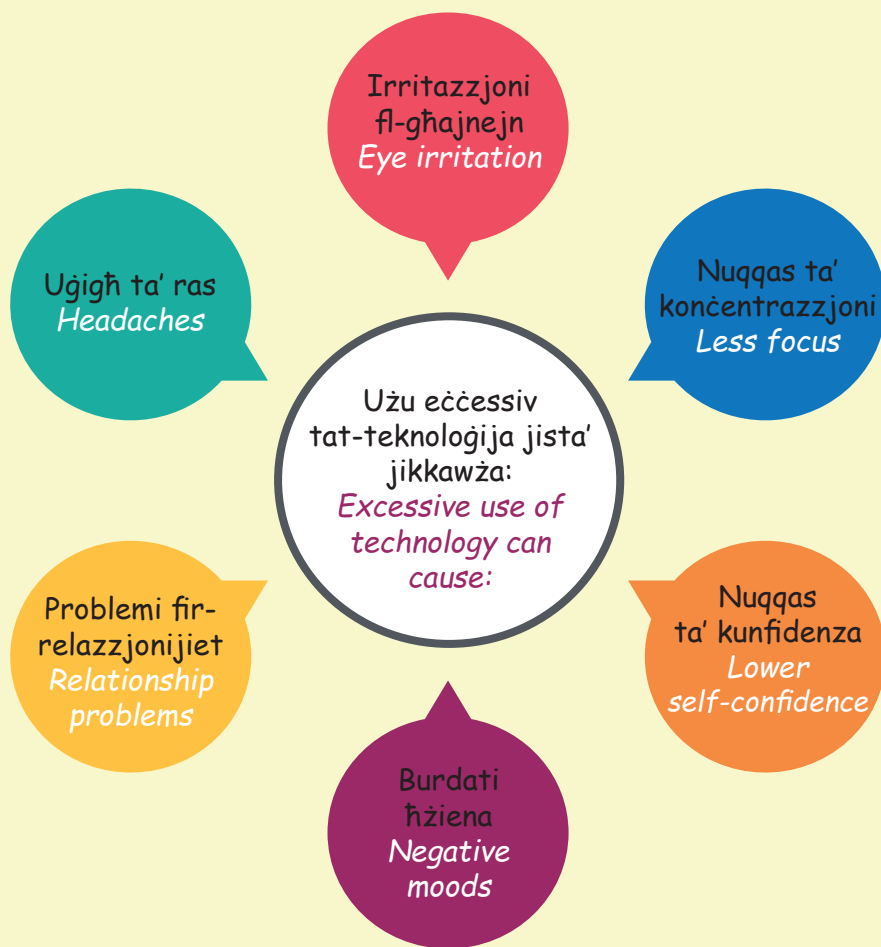 Irritazzjoni
fl-għajnejn
Eye irritation
Uġigħ ta' ras
Headaches
Nuqqas ta'
konċentrazzjoni
Less focus
Użu eċċessiv
tat-teknoloġija jista'
jikkawża:
Excessive use of
technology can
cause:
Problemi fir-
relazzjonijiet
Relationship
problems
Nuqqas
ta' kunfidenza
Lower
self-confidence
Burdati
ħżiena
Negative
moods